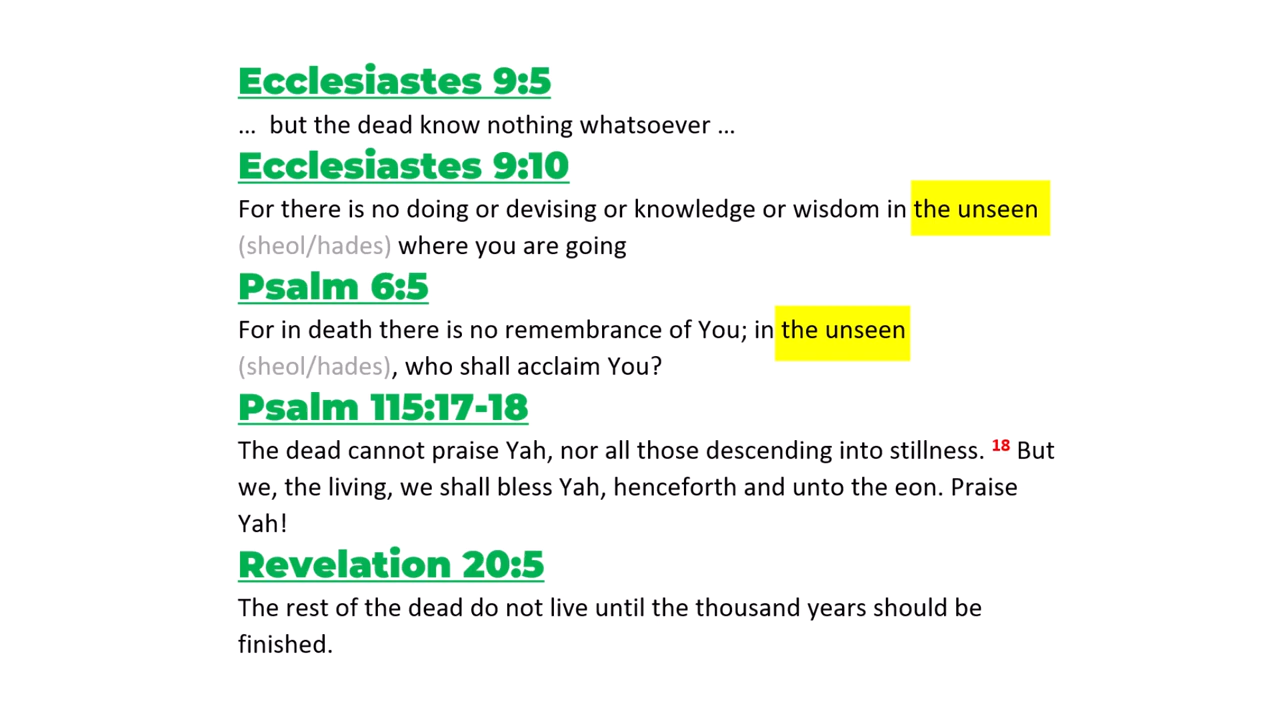 Ecclesiastes 9:5
… but the dead know nothing whatsoever …
Ecclesiastes 9:10
For there is no doing or devising or knowledge or wisdom in the unseen
(sheol/hades) where you are going
Psalm 6:5
For in death there is no remembrance of You; in the unseen
(sheol/hades), who shall acclaim You?
Psalm 115:17-18
The dead cannot praise Yah, nor all those descending into stillness. 18 But
we, the living, we shall bless Yah, henceforth and unto the eon. Praise
Yah!
Revelation 20:5
The rest of the dead do not live until the thousand years should be
finished.